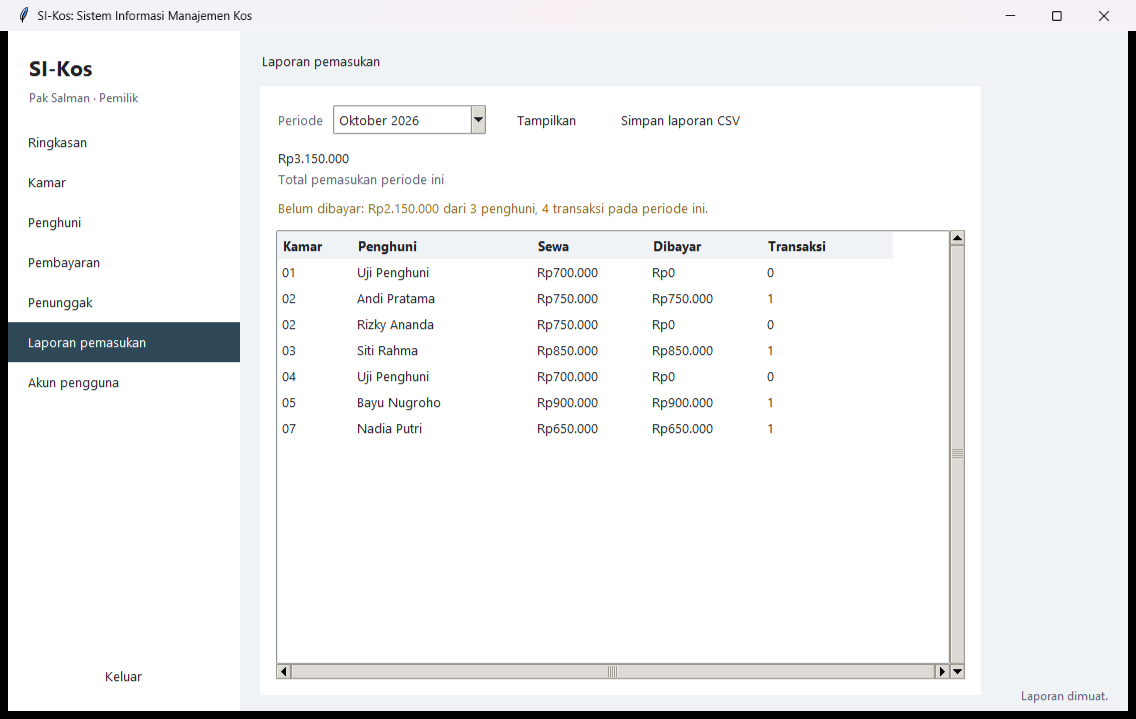 SI-Kos: Sistem Informasi Manajemen Kos
SI-Kos
Pak Salman · Pemilik
Ringkasan
Kamar
Penghuni
Pembayaran
Penunggak
Laporan pemasukan
Akun pengguna
Keluar
Laporan pemasukan
Periode Oktober 2026 Tampilkan Simpan laporan CSV
Rp3.150.000
Total pemasukan periode ini
Belum dibayar: Rp2.150.000 dari 3 penghuni, 4 transaksi pada periode ini.
Kamar Penghuni Sewa Dibayar Transaksi
01 Uji Penghuni Rp700.000 Rp0 0
02 Andi Pratama Rp750.000 Rp750.000 1
02 Rizky Ananda Rp750.000 Rp0 0
03 Siti Rahma Rp850.000 Rp850.000 1
04 Uji Penghuni Rp700.000 Rp0 0
05 Bayu Nugroho Rp900.000 Rp900.000 1
07 Nadia Putri Rp650.000 Rp650.000 1
Laporan dimuat.